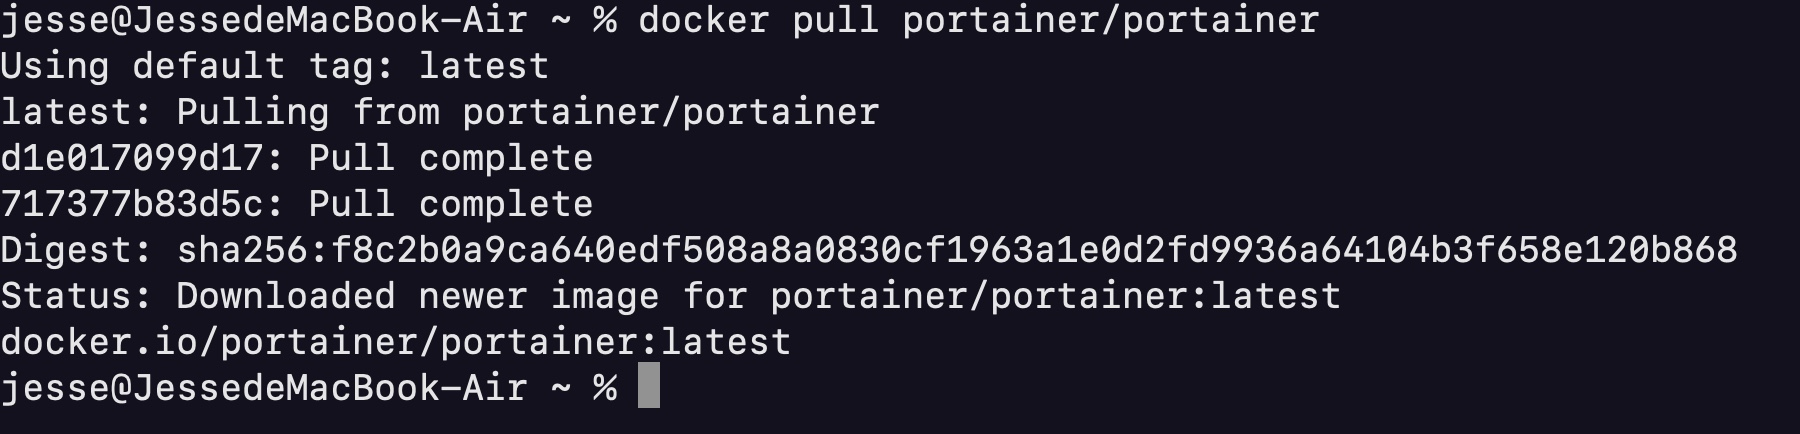 jesse@JessedeMacBook-Air ~ % docker pull portainer/portainer
Using default tag: latest
latest: Pulling from portainer/portainer
d1e017099d17: Pull complete
717377b83d5c: Pull complete
Digest: sha256:f8c2b0a9ca640edf508a8a0830cf1963a1e0d2fd9936a64104b3f658e120b868
Status: Downloaded newer image for portainer/portainer:latest
docker.io/portainer/portainer:latest
jesse@JessedeMacBook-Air ~ %